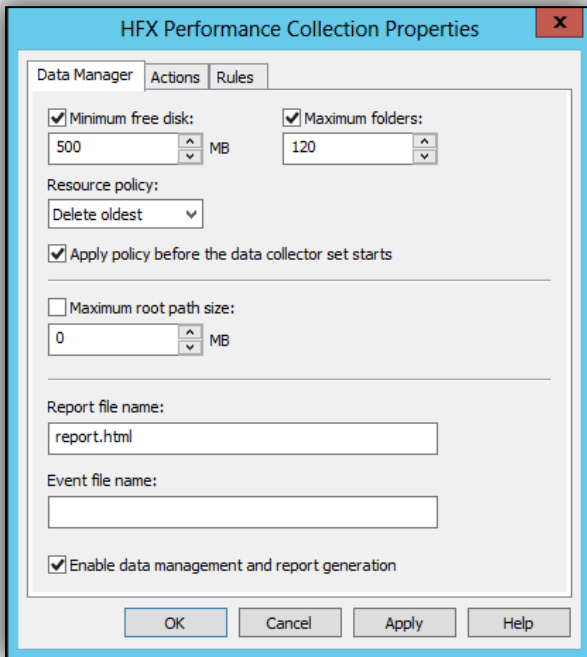 HFX Performance Collection Properties
x
Data Manager Actions Rules
Minimum free disk: Maximum folders:
500 MB 120
Resource policy:
Delete oldest
Apply policy before the data collector set starts
Maximum root path size:
0 MB
Report file name:
report.html
Event file name:
Enable data management and report generation
OK Cancel Apply Help